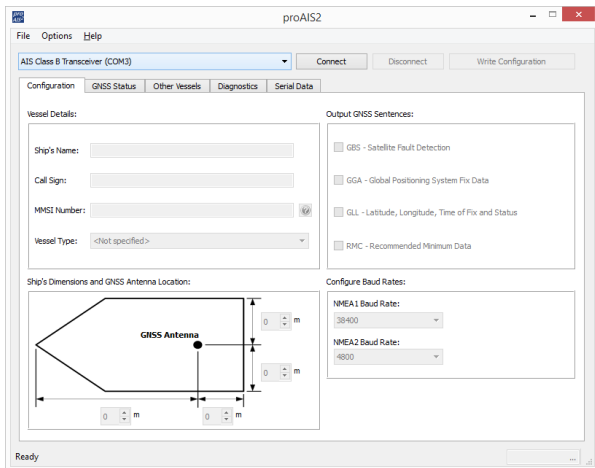 pro AIS2
proAIS2
File Options Help
AIS Class B Transceiver (COM3)
Connect
Disconnect
Write Configuration
Configuration
GNSS Status
Other Vessels
Diagnostics
Serial Data
Vessel Details:
Ship's Name:
Call Sign:
MMSI Number:
Vessel Type:
<Not specified>
Output GNSS Sentences:
GBS - Satellite Fault Detection
GGA - Global Positioning System Fix Data
GLL - Latitude, Longitude, Time of Fix and Status
RMC - Recommended Minimum Data
Ship's Dimensions and GNSS Antenna Location:
GNSS Antenna
0 m
0 m
0 m
0 m
Configure Baud Rates:
NMEA1 Baud Rate:
38400
NMEA2 Baud Rate:
4800
Ready
...